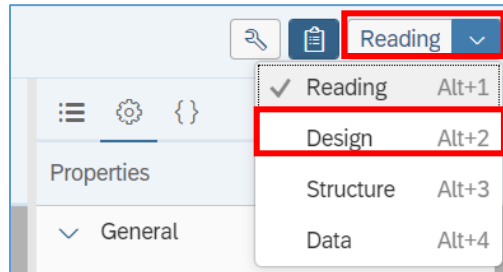 Reading
Reading Alt+1
Design Alt+2
Properties
Structure Alt+3
General
Data Alt+4